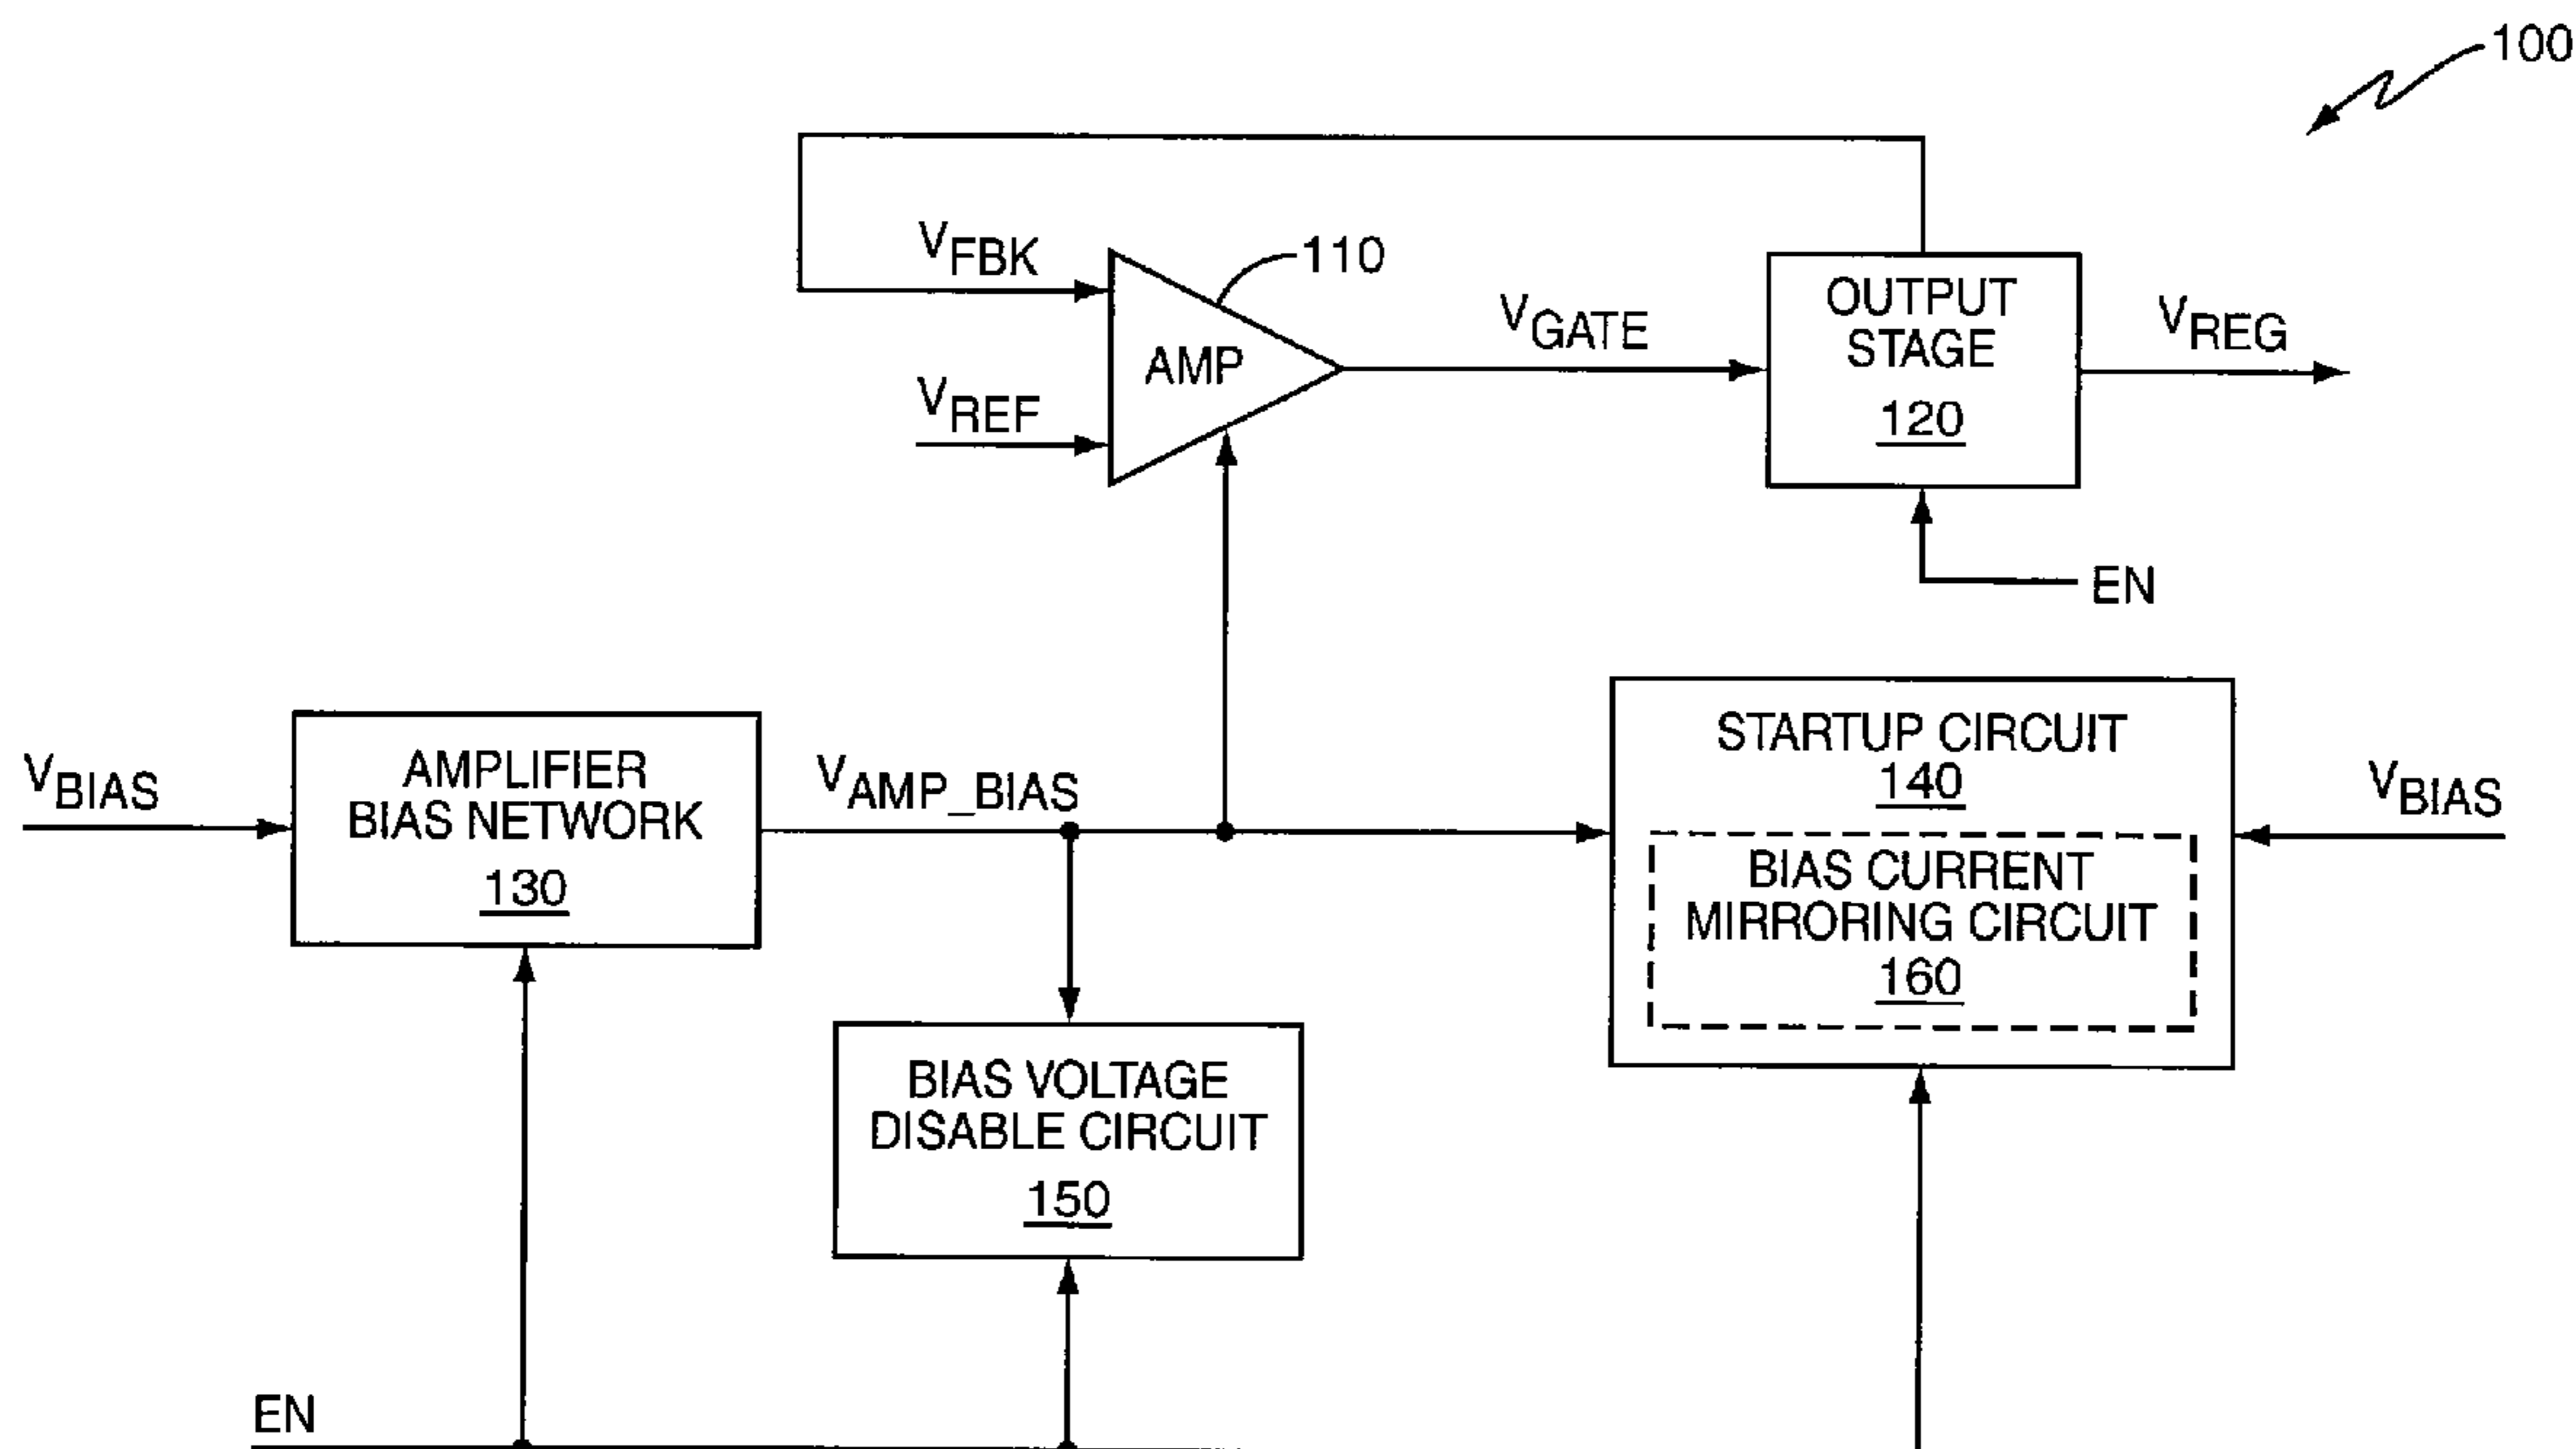 100
VFBK
110
AMP
VREF
VGATE
OUTPUT
STAGE
120
VREG
EN
VBIAS
AMPLIFIER
BIAS NETWORK
130
VAMP_BIAS
STARTUP CIRCUIT
140
BIAS CURRENT
MIRRORING CIRCUIT
160
VBIAS
BIAS VOLTAGE
DISABLE CIRCUIT
150
EN